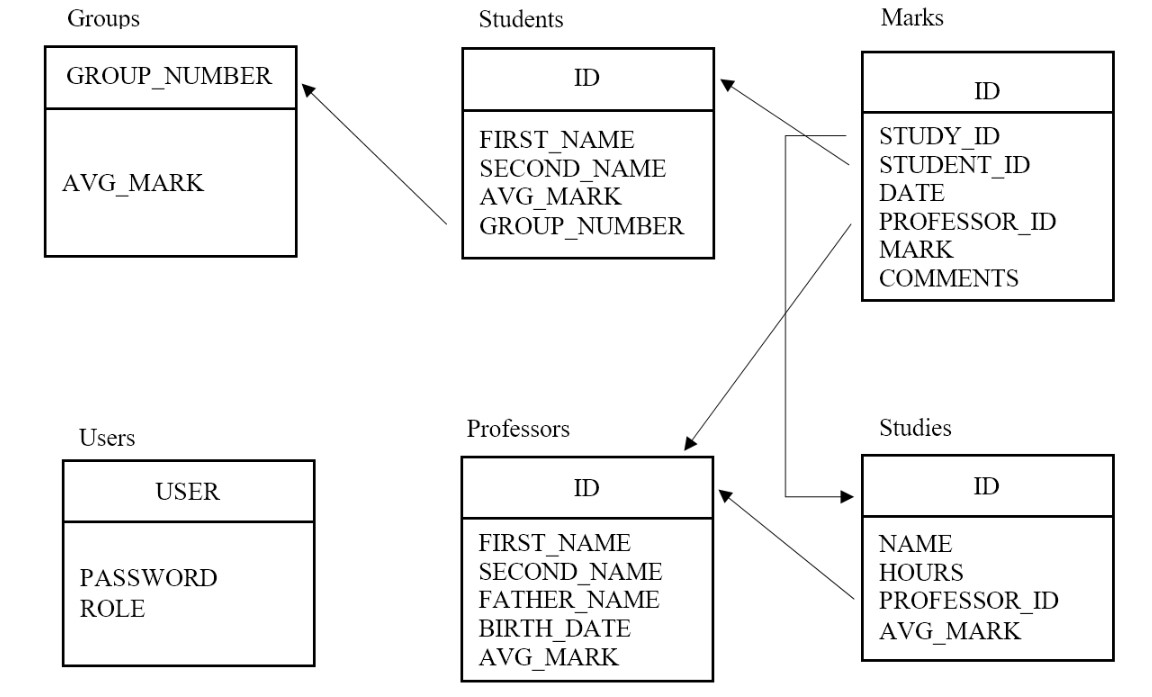 Groups
GROUP_NUMBER
AVG_MARK
Students
ID
FIRST_NAME
SECOND_NAME
AVG_MARK
GROUP_NUMBER
Marks
ID
STUDY_ID
STUDENT_ID
DATE
PROFESSOR_ID
MARK
COMMENTS
Users
USER
PASSWORD
ROLE
Professors
ID
FIRST_NAME
SECOND_NAME
FATHER_NAME
BIRTH_DATE
AVG_MARK
Studies
ID
NAME
HOURS
PROFESSOR_ID
AVG_MARK